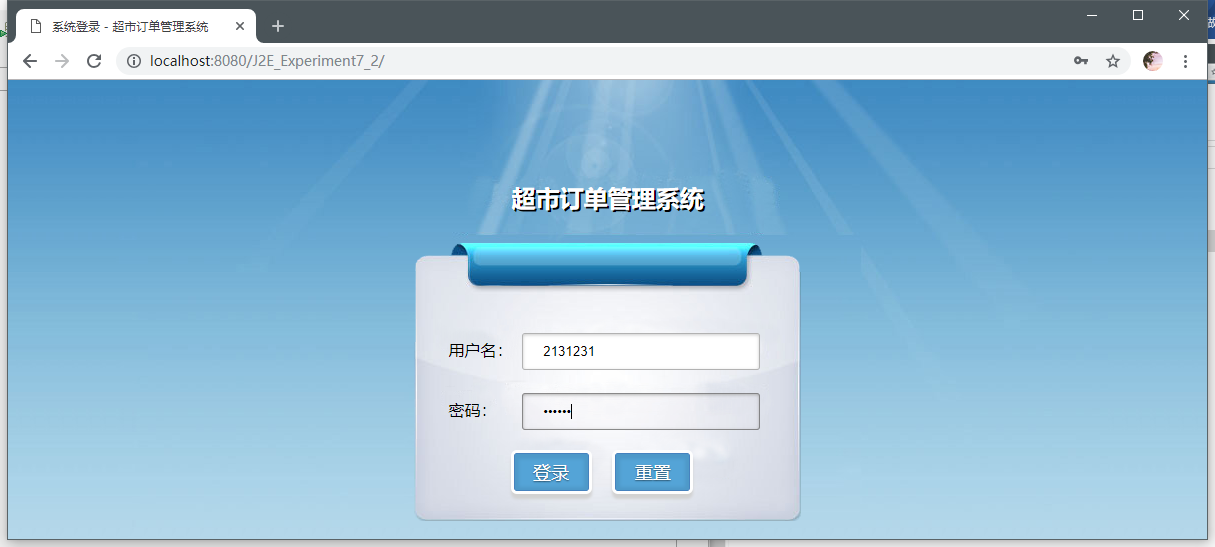 系统登录 - 超市订单管理系统
localhost:8080/J2E_Experiment7_2/
超市订单管理系统
用户名：
2131231
密码：
••••••
登录
重置